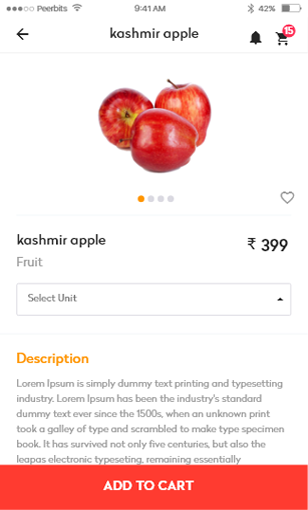 Peerbits 9:41 AM 42%
kashmir apple 15
kashmir apple ₹ 399
Fruit
Select Unit
Description
Lorem Ipsum is simply dummy text printing and typesetting
industry. Lorem Ipsum has been the industry's standard
dummy text ever since the 1500s, when an unknown print
took a galley of type and scrambled to make type specimen
book. It has survived not only five centuries, but also the
leapas electronic typesetting, remaining essentially
ADD TO CART